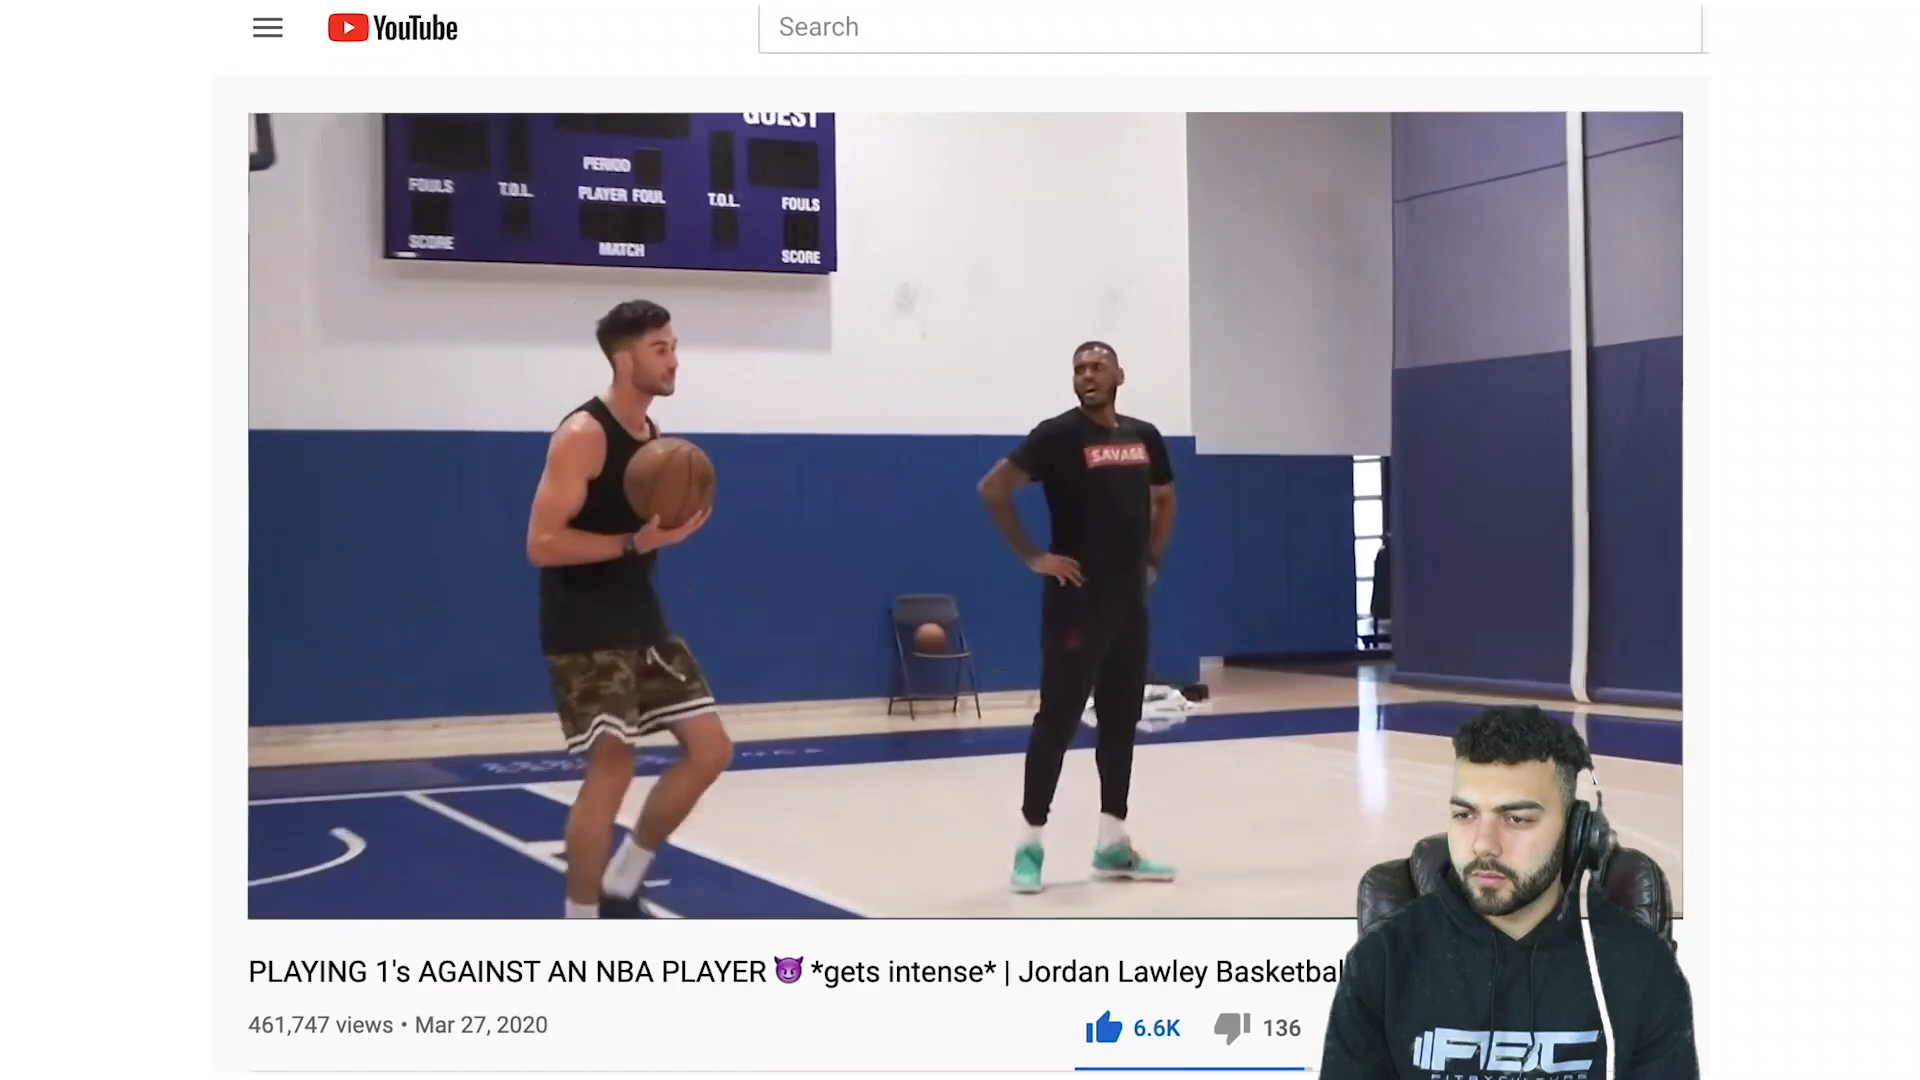 YouTube
Search
GUEST
PERIOD
FOULS
T.O.L.
PLAYER FOUL
T.O.L.
FOULS
SCORE
MATCH
SCORE
SAVAGE
PLAYING 1's AGAINST AN NBA PLAYER 😈 *gets intense* | Jordan Lawley Basketbal
461,747 views • Mar 27, 2020
6.6K
136